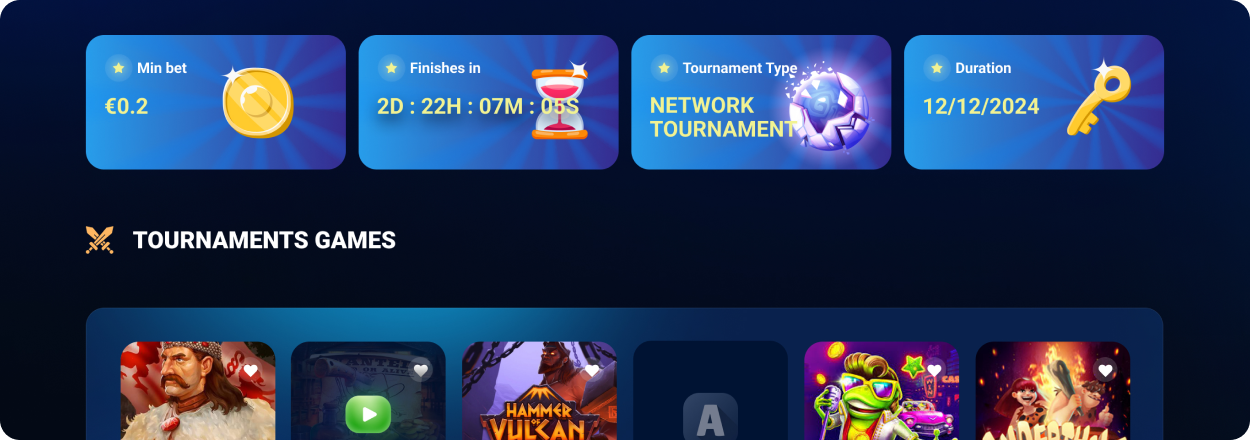 Min bet
€0.2
Finishes in
2D : 22H : 07M : 05S
Tournament Type
NETWORK
TOURNAMENT
Duration
12/12/2024
TOURNAMENTS GAMES
HAMMER
OF
VULCAN
A